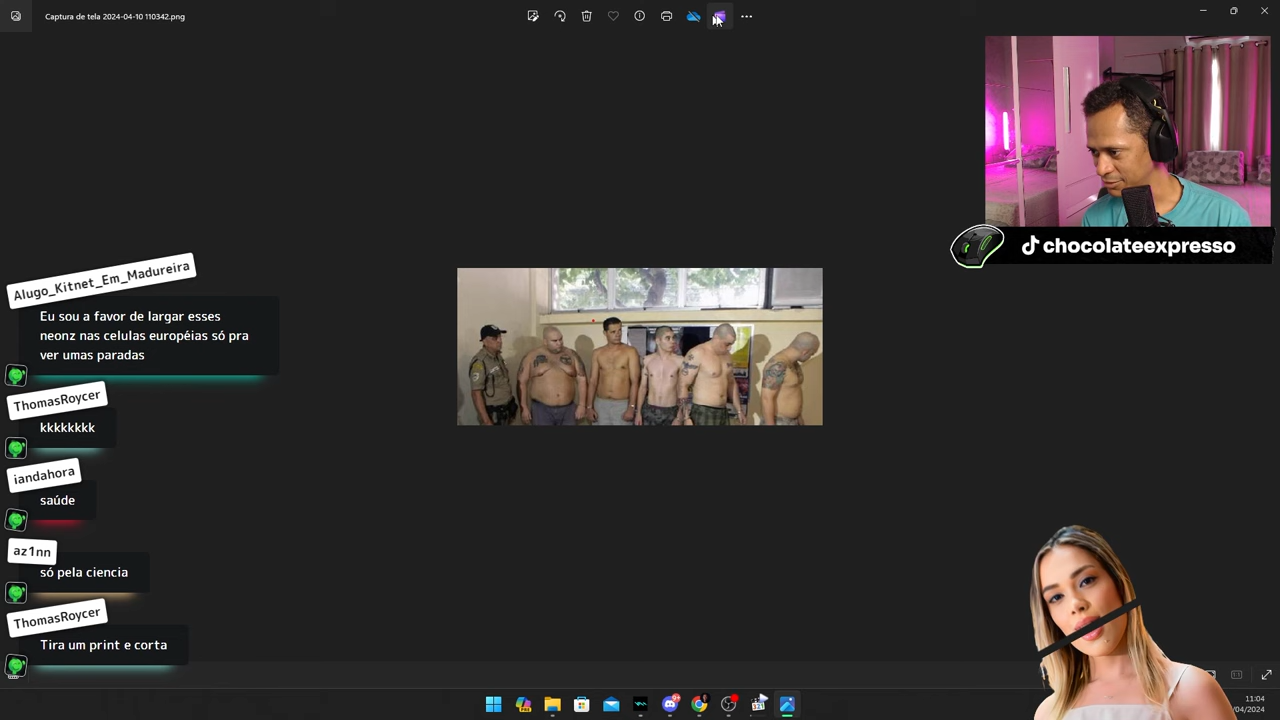 Captura de tela 2024-04-10 110342.png
chocolateexpresso
Alugo_Kitnet_Em_Madureira
Eu sou a favor de largar esses
neonz nas celulas européias só pra
ver umas paradas
ThomasRoycer
kkkkkkkk
iandahora
saúde
az1nn
só pela ciencia
ThomasRoycer
Tira um print e corta
11:04
/04/2024